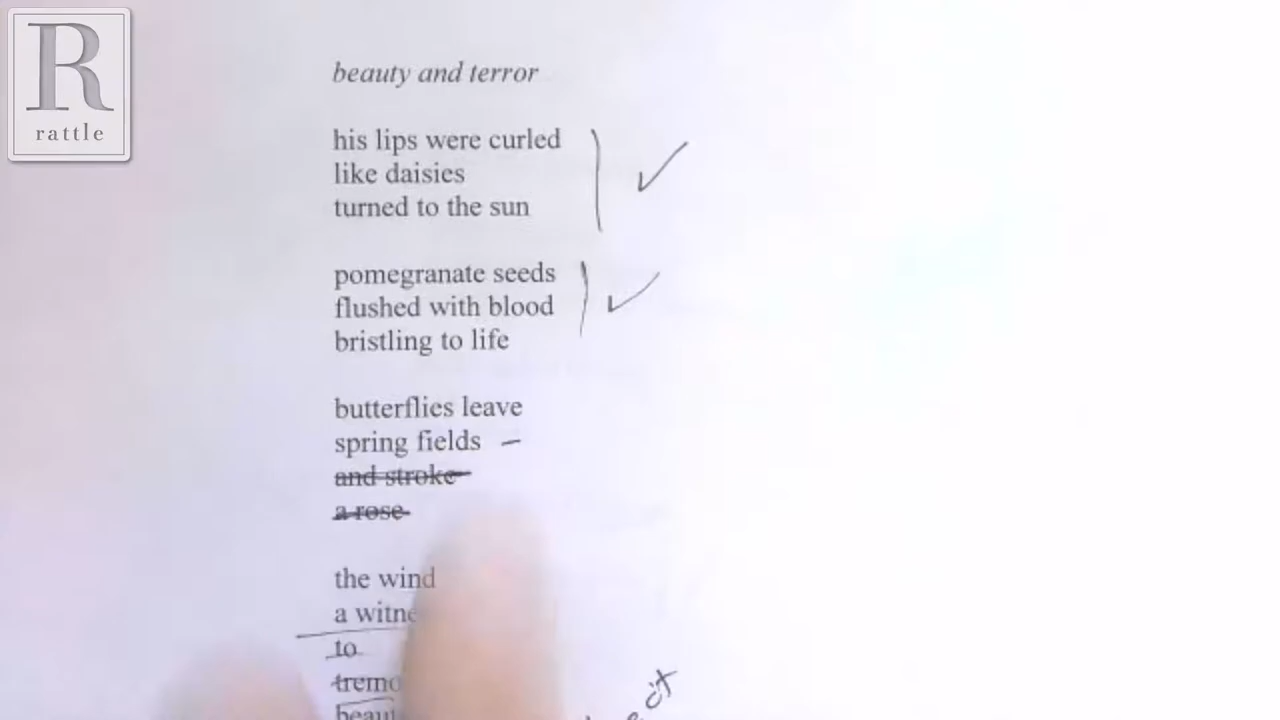 R
rattle
beauty and terror
his lips were curled
like daisies
turned to the sun
pomegranate seeds
flushed with blood
bristling to life
butterflies leave
spring fields –
and stroke
a rose
the wind
a
to